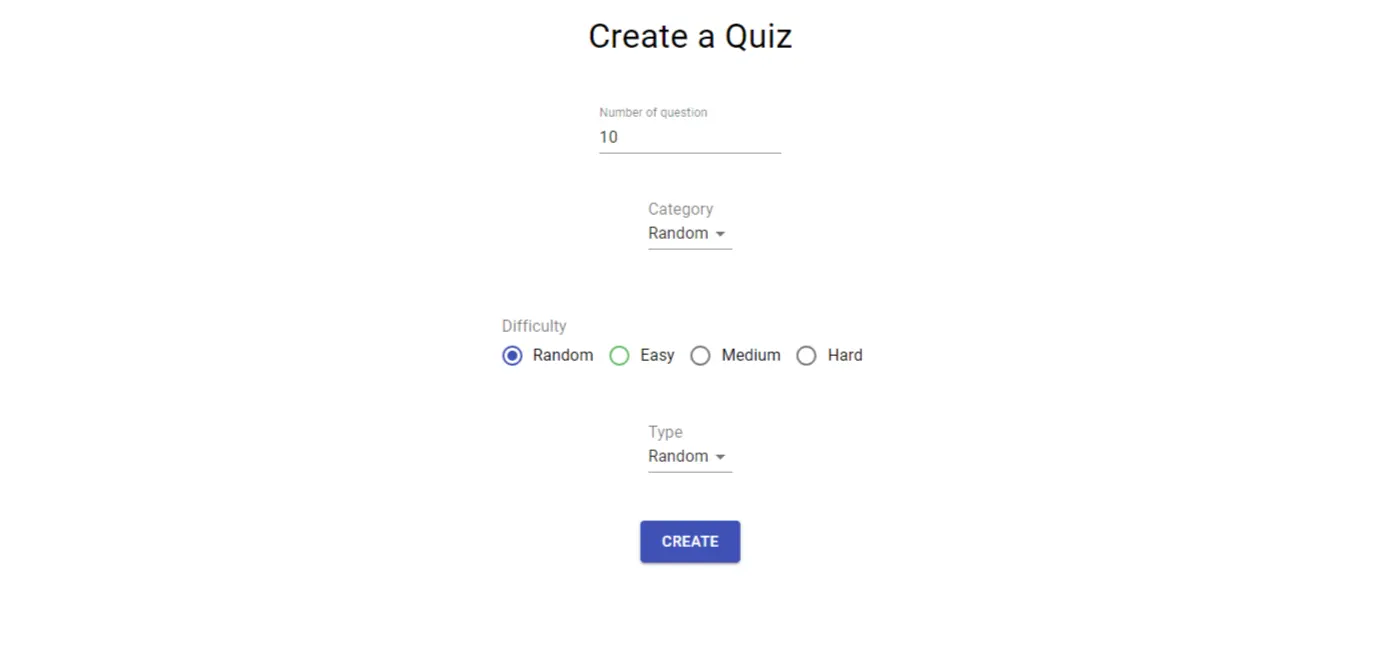 Create a Quiz
Number of question
10
Category
Random
Difficulty
Random Easy Medium Hard
Type
Random
CREATE